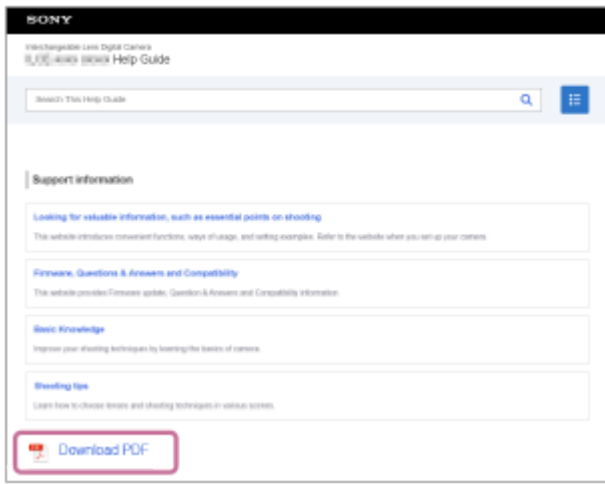 SONY
Interchangeable Lens Digital Camera
Help Guide
Search This Help Guide
Support information
Looking for valuable information, such as essential points on shooting
This website introduces convenient functions, ways of usage, and setting examples. Refer to the website when you set up your camera.
Firmware, Questions & Answers and Compatibility
This website provides Firmware update, Question & Answers and Compatibility information.
Basic Knowledge
Improve your shooting techniques by learning the basics of camera.
Shooting tips
Learn how to choose lenses and shooting techniques in various scenes.
Download PDF